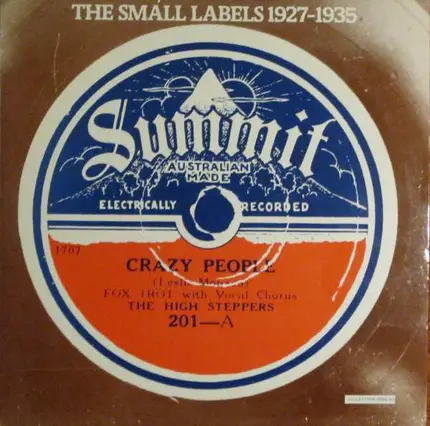 THE SMALL LABELS 1927-1935
Summit
AUSTRALIAN
MADE
ELECTRICALLY RECORDED
1707
CRAZY PEOPLE
FOX TROT with Vocal Chorus
THE HIGH STEPPERS
201—A